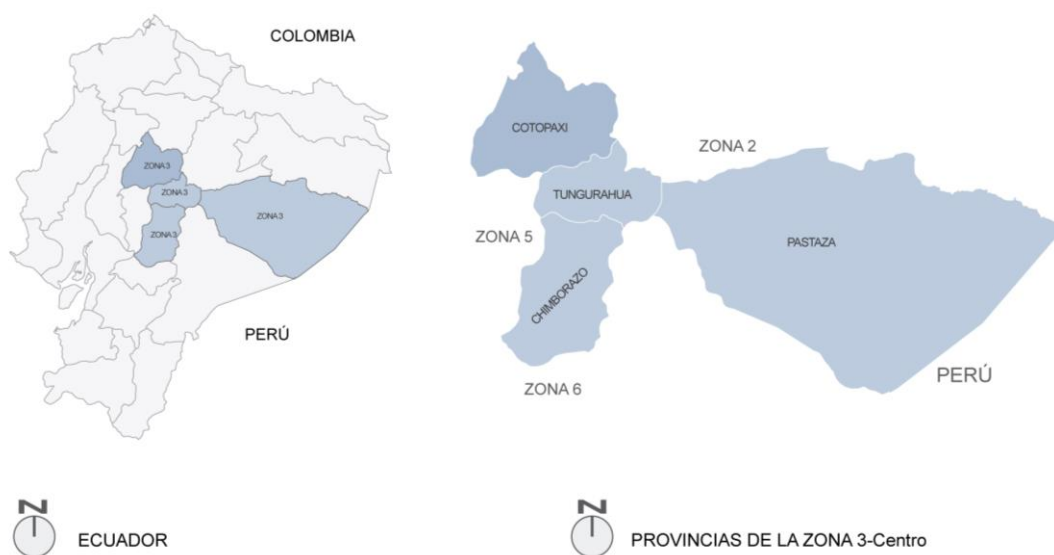 COLOMBIA
ZONA 3
ZONA 3
ZONA 3
ZONA 3
PERÚ
N
ECUADOR
COTOPAXI
ZONA 2
TUNGURAHUA
ZONA 5
PASTAZA
CHIMBORAZO
PERÚ
ZONA 6
N
PROVINCIAS DE LA ZONA 3-Centro